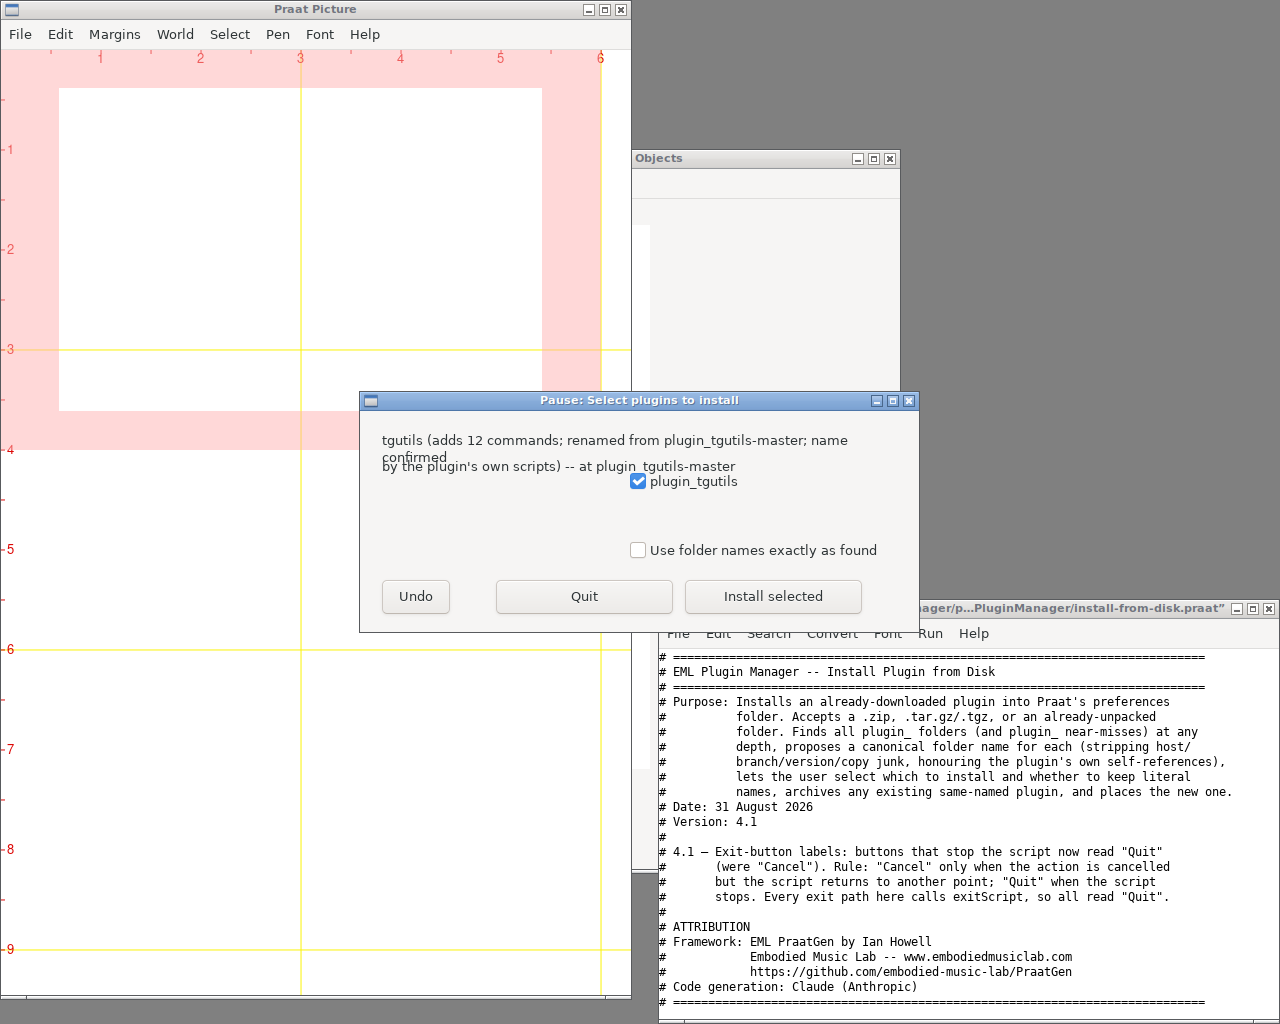 Praat Picture
File Edit Margins World Select Pen Font Help
1 2 3 4 5 6
1
2
3
4
5
6
7
8
9
Objects
Pause: Select plugins to install
tgutils (adds 12 commands; renamed from plugin_tgutils-master; name
confirmed
by the plugin's own scripts) -- at plugin_tgutils-master
plugin_tgutils
Use folder names exactly as found
Undo Quit Install selected
nager/p...PluginManager/install-from-disk.praat”
File Edit Search Convert Font Run Help
# ============================================================================
# EML Plugin Manager -- Install Plugin from Disk
# ============================================================================
# Purpose: Installs an already-downloaded plugin into Praat's preferences
#          folder. Accepts a .zip, .tar.gz/.tgz, or an already-unpacked
#          folder. Finds all plugin_ folders (and plugin_ near-misses) at any
#          depth, proposes a canonical folder name for each (stripping host/
#          branch/version/copy junk, honouring the plugin's own self-references),
#          lets the user select which to install and whether to keep literal
#          names, archives any existing same-named plugin, and places the new one.
# Date: 31 August 2026
# Version: 4.1
#
# 4.1 — Exit-button labels: buttons that stop the script now read "Quit"
#       (were "Cancel"). Rule: "Cancel" only when the action is cancelled
#       but the script returns to another point; "Quit" when the script
#       stops. Every exit path here calls exitScript, so all read "Quit".
#
# ATTRIBUTION
# Framework: EML PraatGen by Ian Howell
#            Embodied Music Lab -- www.embodiedmusiclab.com
#            https://github.com/embodied-music-lab/PraatGen
# Code generation: Claude (Anthropic)
# ============================================================================